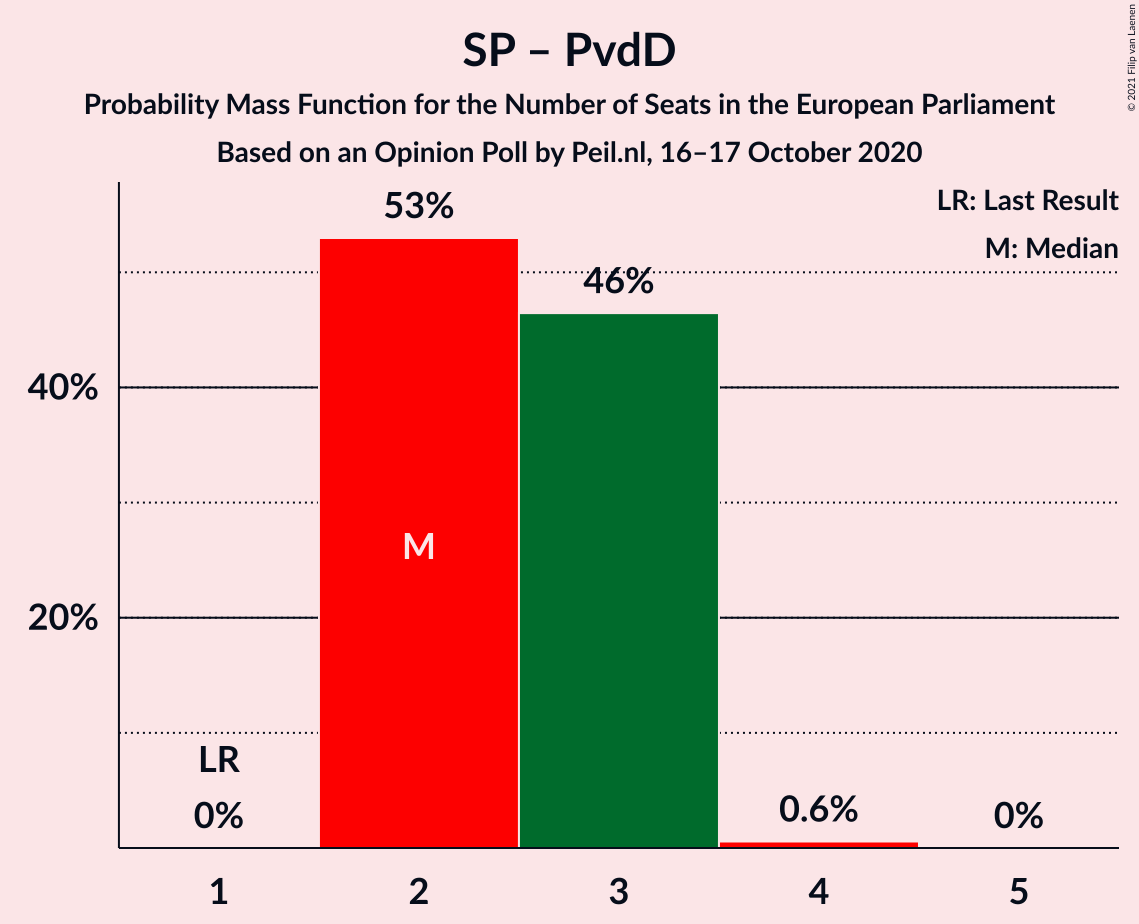 SP – PvdD
Probability Mass Function for the Number of Seats in the European Parliament
Based on an Opinion Poll by Peil.nl, 16–17 October 2020
© 2021 Filip van Laenen
LR: Last Result
M: Median
53%
46%
40%
M
20%
LR
0%
0.6%
0%
1
2
3
4
5